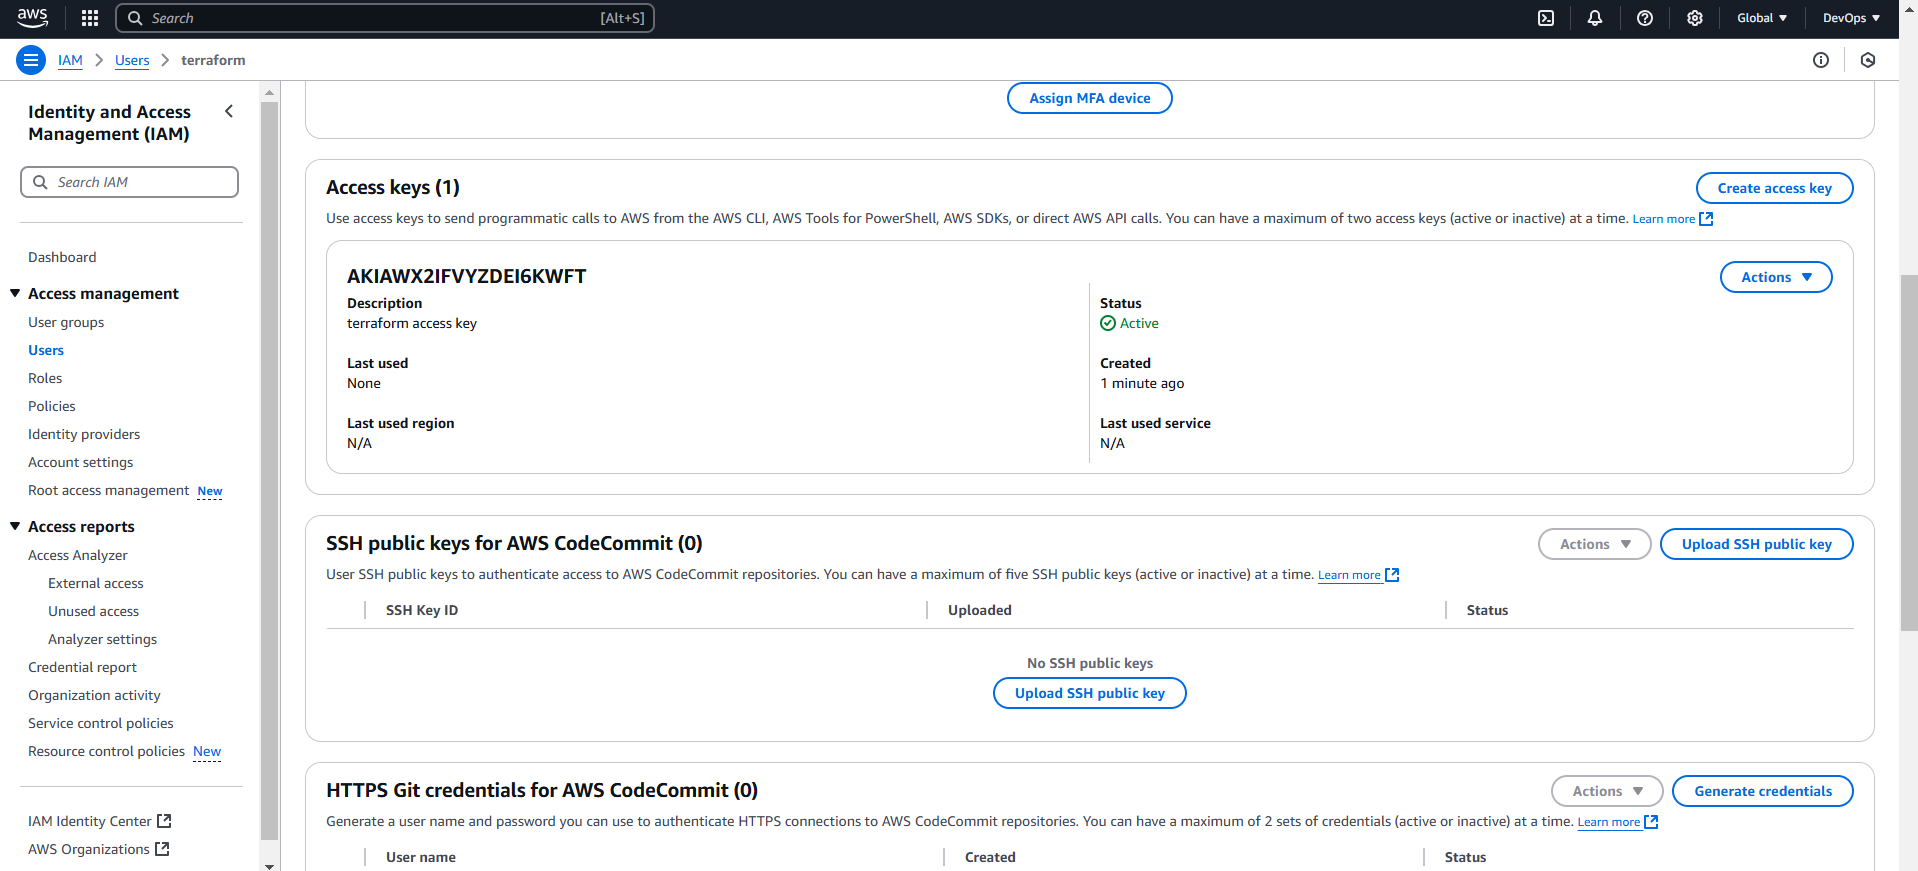 aws
Search [Alt+S]
Global
DevOps
IAM
Users
terraform
Identity and Access
Management (IAM)
Search IAM
Dashboard
Access management
User groups
Users
Roles
Policies
Identity providers
Account settings
Root access management New
Access reports
Access Analyzer
External access
Unused access
Analyzer settings
Credential report
Organization activity
Service control policies
Resource control policies New
IAM Identity Center
AWS Organizations
Assign MFA device
Access keys (1)
Create access key
Use access keys to send programmatic calls to AWS from the AWS CLI, AWS Tools for PowerShell, AWS SDKs, or direct AWS API calls. You can have a maximum of two access keys (active or inactive) at a time. Learn more
AKIAWX2IFVYZDEI6KWFT
Actions
Description
terraform access key
Status
Active
Last used
None
Created
1 minute ago
Last used region
N/A
Last used service
N/A
SSH public keys for AWS CodeCommit (0)
Actions
Upload SSH public key
User SSH public keys to authenticate access to AWS CodeCommit repositories. You can have a maximum of five SSH public keys (active or inactive) at a time. Learn more
SSH Key ID
Uploaded
Status
No SSH public keys
Upload SSH public key
HTTPS Git credentials for AWS CodeCommit (0)
Actions
Generate credentials
Generate a user name and password you can use to authenticate HTTPS connections to AWS CodeCommit repositories. You can have a maximum of 2 sets of credentials (active or inactive) at a time. Learn more
User name
Created
Status